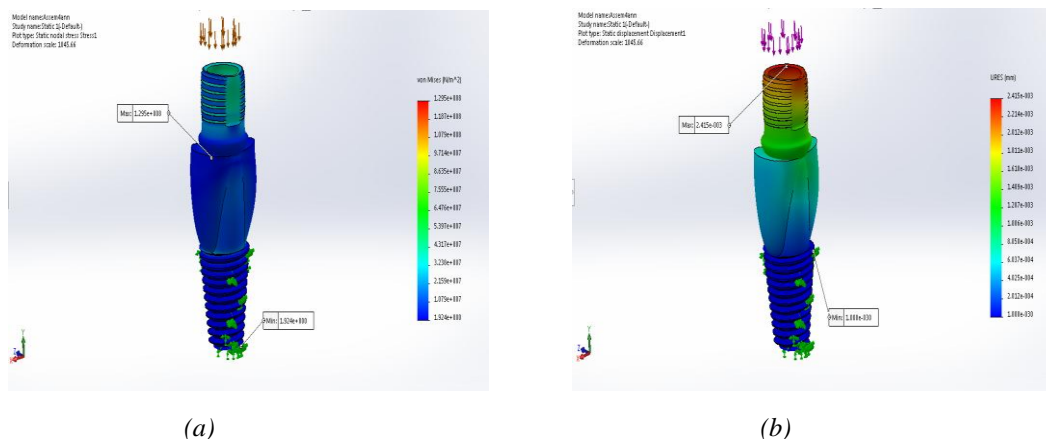 Model name:Assem4ann
Study name:Static 1(-Default-)
Plot type: Static nodal stress Stress1
Deformation scale: 1045.66
von Mises (N/m^2)
1.295e+008
1.187e+008
1.079e+008
9.714e+007
8.635e+007
7.555e+007
6.476e+007
5.397e+007
4.317e+007
3.238e+007
2.159e+007
1.079e+007
1.924e+000
Max: 1.295e+008
Min: 1.924e+000
Y
Z
X
(a)
Model name:Assem4ann
Study name:Static 1(-Default-)
Plot type: Static displacement Displacement1
Deformation scale: 1045.66
URES (mm)
2.415e-003
2.214e-003
2.012e-003
1.811e-003
1.610e-003
1.409e-003
1.207e-003
1.006e-003
8.050e-004
6.037e-004
4.025e-004
2.012e-004
1.000e-030
Max: 2.415e-003
Min: 1.000e-030
Y
Z
X
(b)